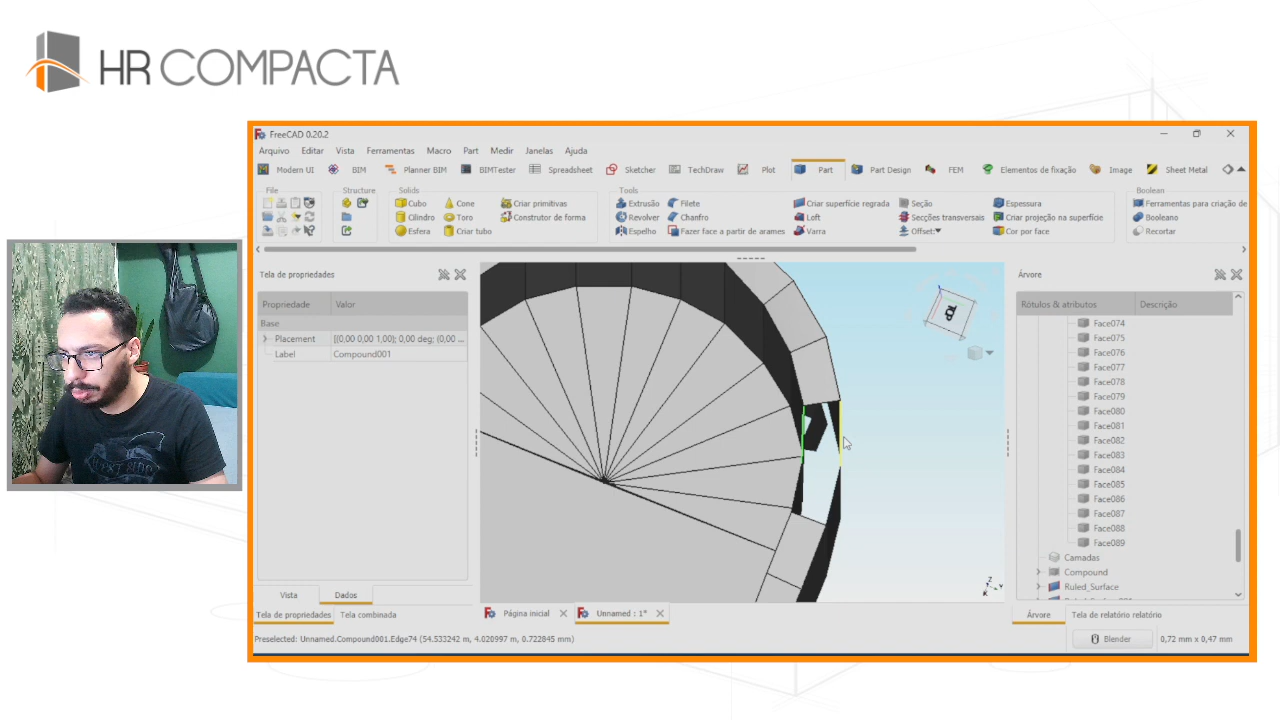 HR COMPACTA
FreeCAD 0.20.2
Arquivo Editar Vista Ferramentas Macro Part Medir Janelas Ajuda
Modern UI BIM Planner BIM BIMTester Spreadsheet Sketcher TechDraw Plot Part Part Design FEM Elementos de fixação Image Sheet Metal
File Structure Solids Tools Boolean
Cubo Cone Criar primitivas Extrusão Filete Criar superfície regrada Seção Espessura Ferramentas para criação de
Cilindro Toro Construtor de forma Revolver Chanfro Loft Secções transversais Criar projeção na superfície Booleano
Esfera Criar tubo Espelho Fazer face a partir de arames Varra Offset: Cor por face Recortar
Tela de propriedades
Propriedade Valor
Base
Placement [(0,00 0,00 1,00); 0,00 deg; (0,00 ...
Label Compound001
Vista Dados
Tela de propriedades Tela combinada
TOP
Z
Y
Página inicial Unnamed : 1*
Árvore
Rótulos & atributos Descrição
Face074
Face075
Face076
Face077
Face078
Face079
Face080
Face081
Face082
Face083
Face084
Face085
Face086
Face087
Face088
Face089
Camadas
Compound
Ruled_Surface
Árvore Tela de relatório relatório
Preselected: Unnamed.Compound001.Edge74 (54.533242 m, 4.020997 m, 0.722845 mm)
Blender 0,72 mm x 0,47 mm